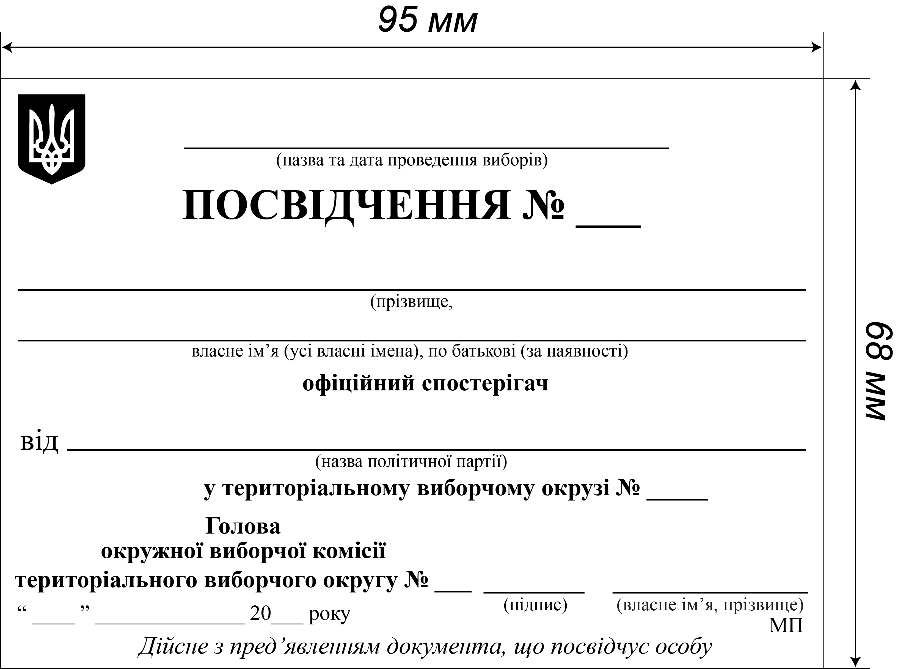 95 мм
(назва та дата проведення виборів)
ПОСВІДЧЕННЯ № ___
(прізвище,
власне ім’я (усі власні імена), по батькові (за наявності)
офіційний спостерігач
від
(назва політичної партії)
у територіальному виборчому окрузі № _____
Голова
окружної виборчої комісії
територіального виборчого округу № ___
(підпис) (власне ім’я, прізвище)
“ ____ ” ______________ 20___ року
МП
Дійсне з пред’явленням документа, що посвідчує особу
68 мм